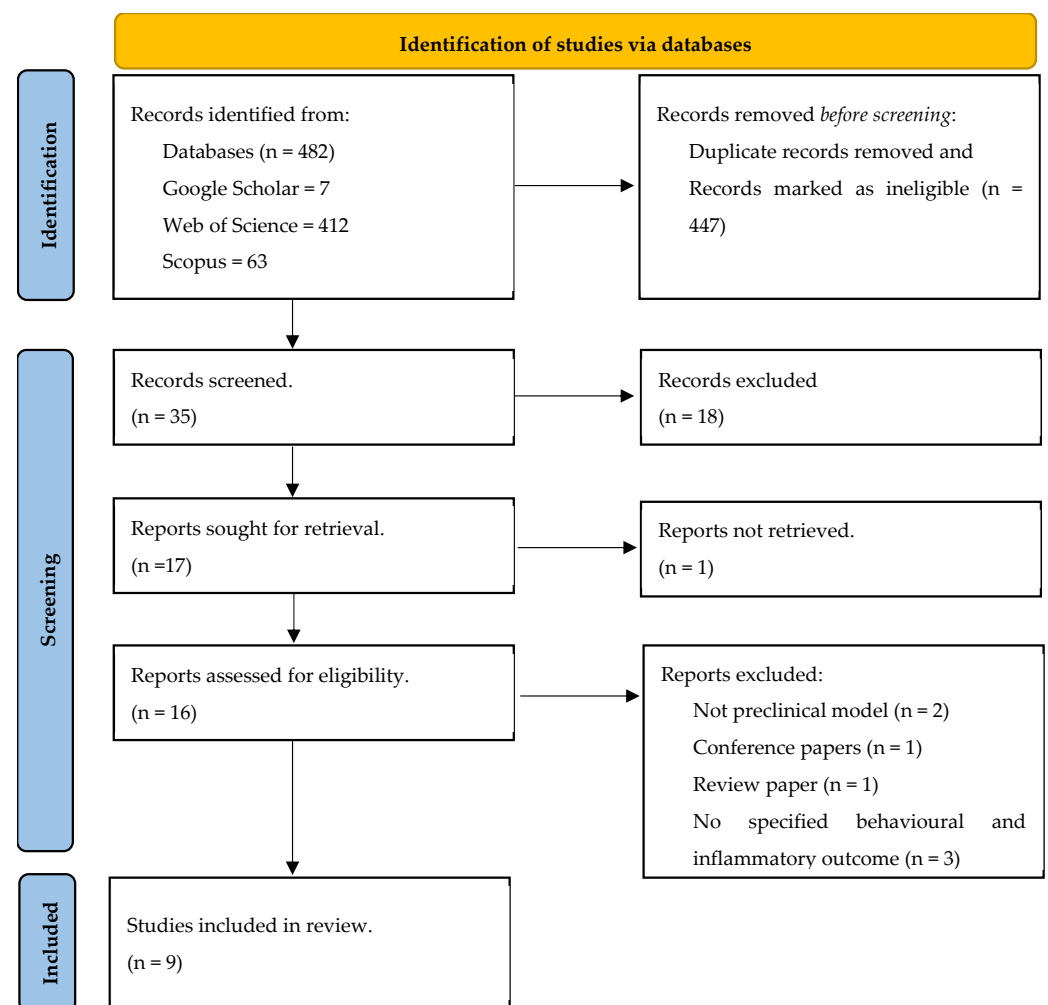 Identification of studies via databases
Identification
Records identified from:
Databases (n = 482)
Google Scholar = 7
Web of Science = 412
Scopus = 63
Records removed before screening:
Duplicate records removed and
Records marked as ineligible (n =
447)
Screening
Records screened.
(n = 35)
Records excluded
(n = 18)
Reports sought for retrieval.
(n =17)
Reports not retrieved.
(n = 1)
Reports assessed for eligibility.
(n = 16)
Reports excluded:
Not preclinical model (n = 2)
Conference papers (n = 1)
Review paper (n = 1)
No specified behavioural and
inflammatory outcome (n = 3)
Included
Studies included in review.
(n = 9)